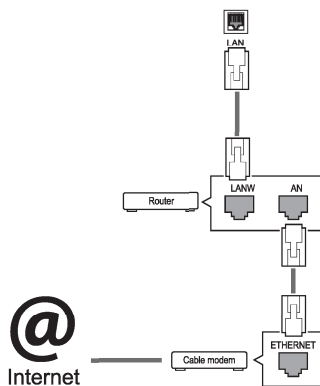 LAN
LANW AN
Router
ETHERNET
@
Cable modem
Internet